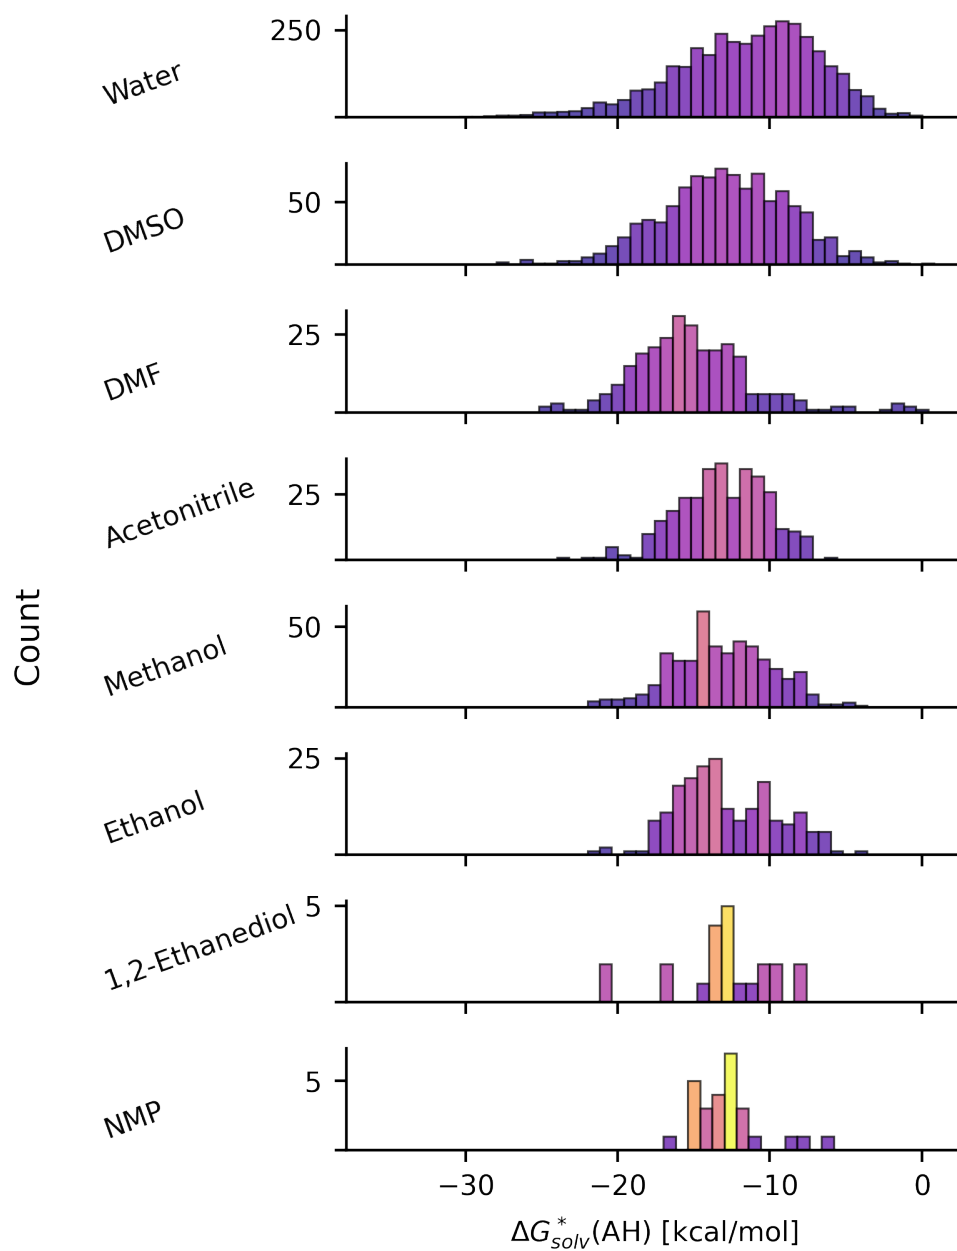 250
Water
50
DMSO
25
DMF
25
Acetonitrile
Count
50
Methanol
25
Ethanol
5
1,2-Ethanediol
5
NMP
−30 −20 −10 0
ΔG*solv(AH) [kcal/mol]